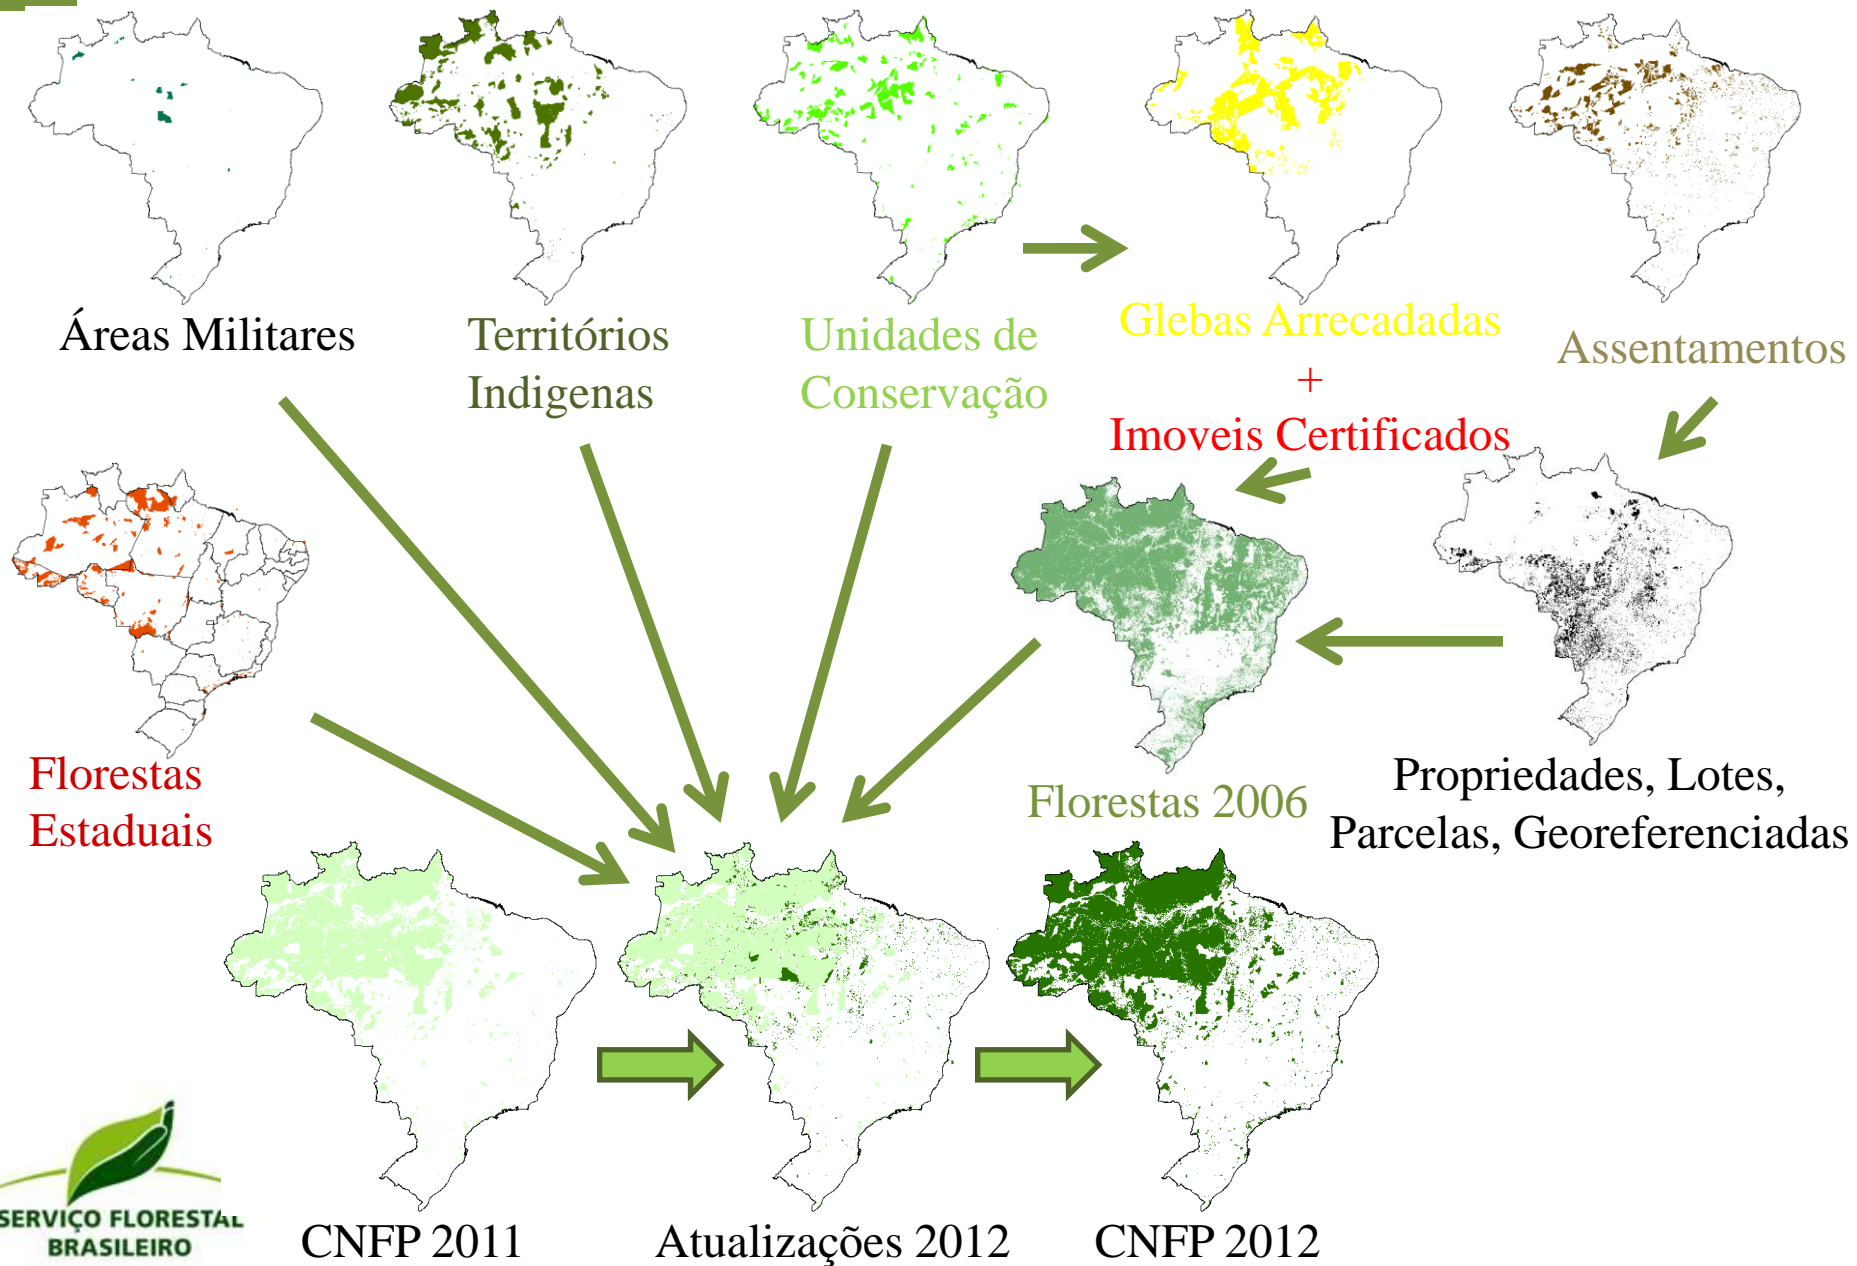 Áreas Militares
Territórios
Indigenas
Unidades de
Conservação
Glebas Arrecadadas
+
Imoveis Certificados
Assentamentos
Florestas
Estaduais
Florestas 2006
Propriedades, Lotes,
Parcelas, Georeferenciadas
SERVIÇO FLORESTAL
BRASILEIRO
CNFP 2011
Atualizações 2012
CNFP 2012